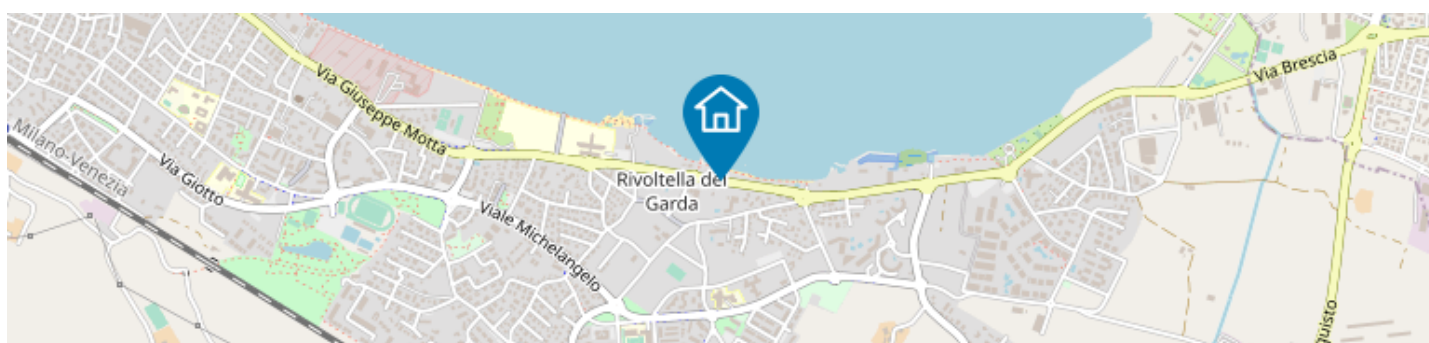 Via Giuseppe Motta
Milano-Venezia
Via Giotto
Viale Michelangelo
Rivoltella del
Garda
Via Brescia